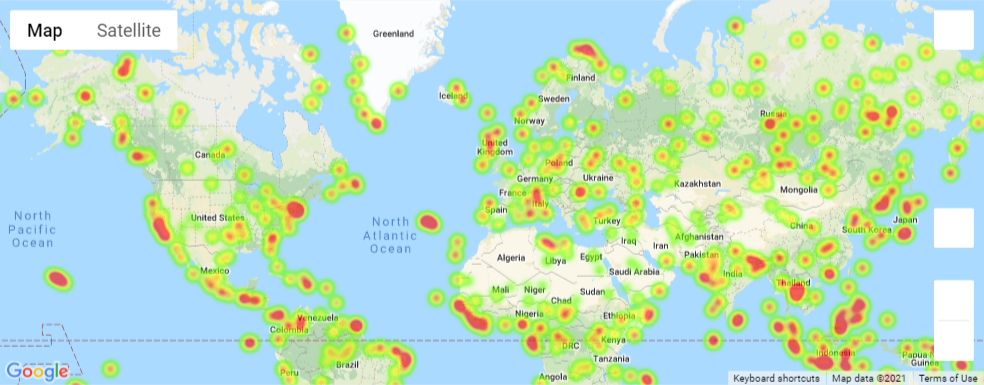 Map Satellite
Greenland
Iceland
Finland
Sweden
Norway
Russia
United
Kingdom
Canada
Poland
Germany
Ukraine
Kazakhstan
Mongolia
France
Italy
Spain
Turkey
United States
North
Pacific
Ocean
North
Atlantic
Ocean
China
Japan
South Korea
Afghanistan
Iraq
Iran
Pakistan
Algeria
Libya
Egypt
Saudi Arabia
India
Mexico
Mali
Niger
Chad
Sudan
Thailand
Nigeria
Ethiopia
Venezuela
Colombia
Kenya
DRC
Indonesia
Papua
Guinea
Tanzania
Peru
Brazil
Angola
Google
Keyboard shortcuts
Map data ©2021
Terms of Use